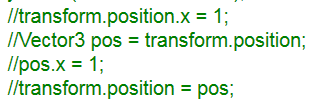 //transform.position.x = 1;
//Vector3 pos = transform.position;
//pos.x = 1;
//transform.position = pos;